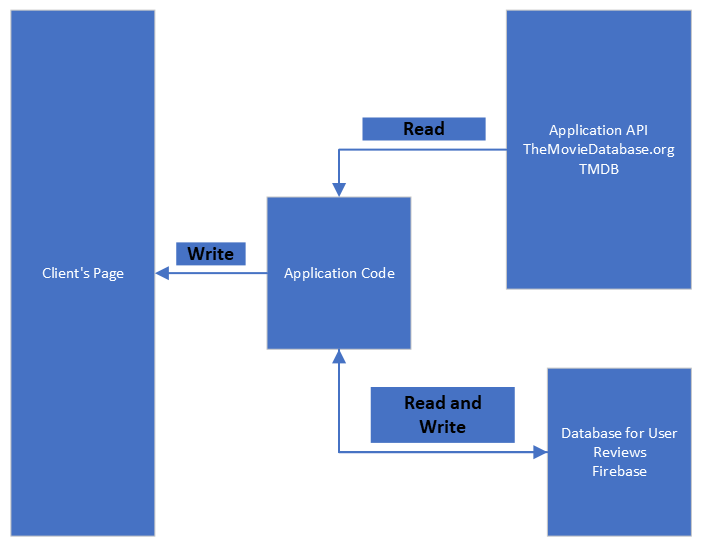 Read
Application API
TheMovieDatabase.org
TMDB
Write
Client's Page
Application Code
Read and
Write
Database for User
Reviews
Firebase